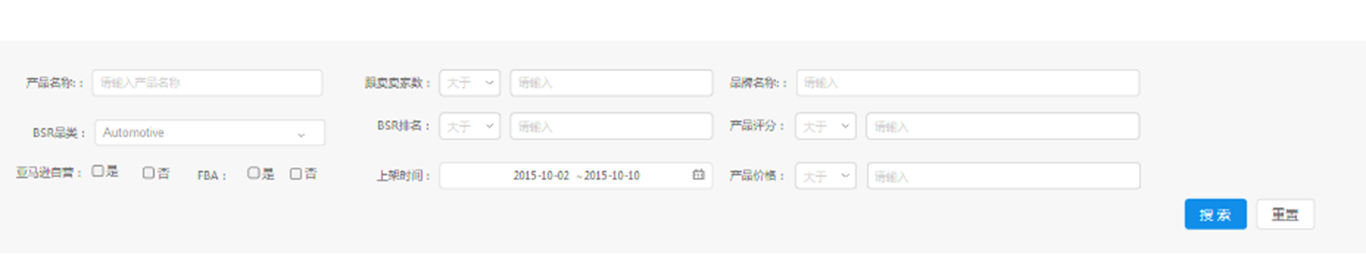 产品名称:： 请输入产品名称 跟卖卖家数： 大于 请输入 品牌名称:： 请输入
BSR品类： Automotive BSR排名： 大于 请输入 产品评分： 大于 请输入
亚马逊自营： 是 否 FBA： 是 否 上架时间： 2015-10-02 ~2015-10-10 产品价格： 大于 请输入
搜索 重置